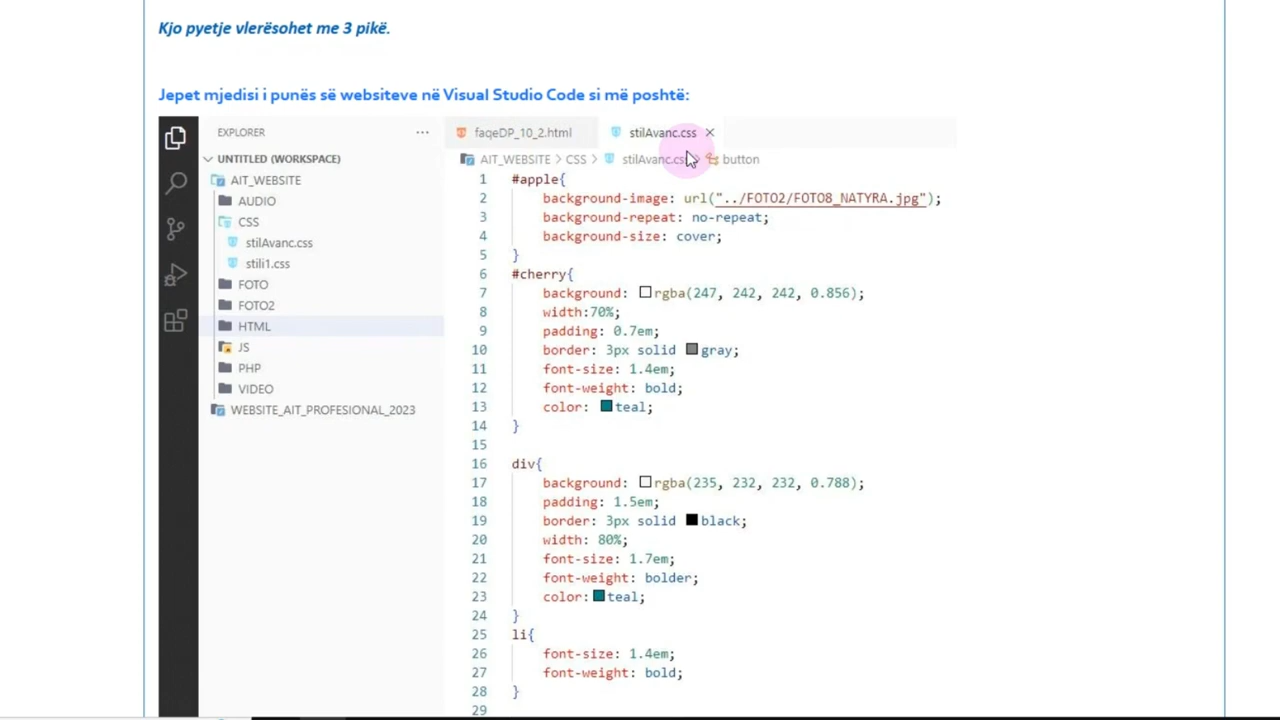 Kjo pyetje vlerësohet me 3 pikë.
Jepet mjedisi i punës së websiteve në Visual Studio Code si më poshtë:
EXPLORER
UNTITLED (WORKSPACE)
AIT_WEBSITE
AUDIO
CSS
stilAvanc.css
stili1.css
FOTO
FOTO2
HTML
JS
PHP
VIDEO
WEBSITE_AIT_PROFESIONAL_2023
faqeDP_10_2.html stilAvanc.css
AIT_WEBSITE > CSS > stilAvanc.css > button
1 #apple{
2 background-image: url("../FOTO2/FOTO8_NATYRA.jpg");
3 background-repeat: no-repeat;
4 background-size: cover;
5 }
6 #cherry{
7 background: rgba(247, 242, 242, 0.856);
8 width:70%;
9 padding: 0.7em;
10 border: 3px solid gray;
11 font-size: 1.4em;
12 font-weight: bold;
13 color: teal;
14 }
15
16 div{
17 background: rgba(235, 232, 232, 0.788);
18 padding: 1.5em;
19 border: 3px solid black;
20 width: 80%;
21 font-size: 1.7em;
22 font-weight: bolder;
23 color: teal;
24 }
25 li{
26 font-size: 1.4em;
27 font-weight: bold;
28 }
29